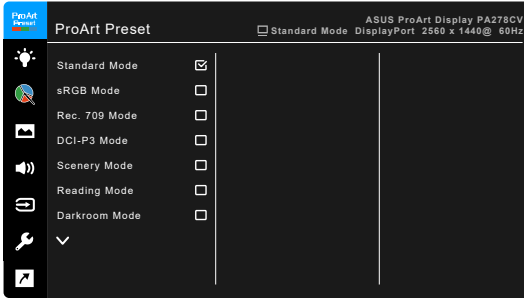 ProArt
Preset
ProArt Preset
ASUS ProArt Display PA278CV
Standard Mode DisplayPort 2560 x 1440@ 60Hz
Standard Mode
sRGB Mode
Rec. 709 Mode
DCI-P3 Mode
Scenery Mode
Reading Mode
Darkroom Mode